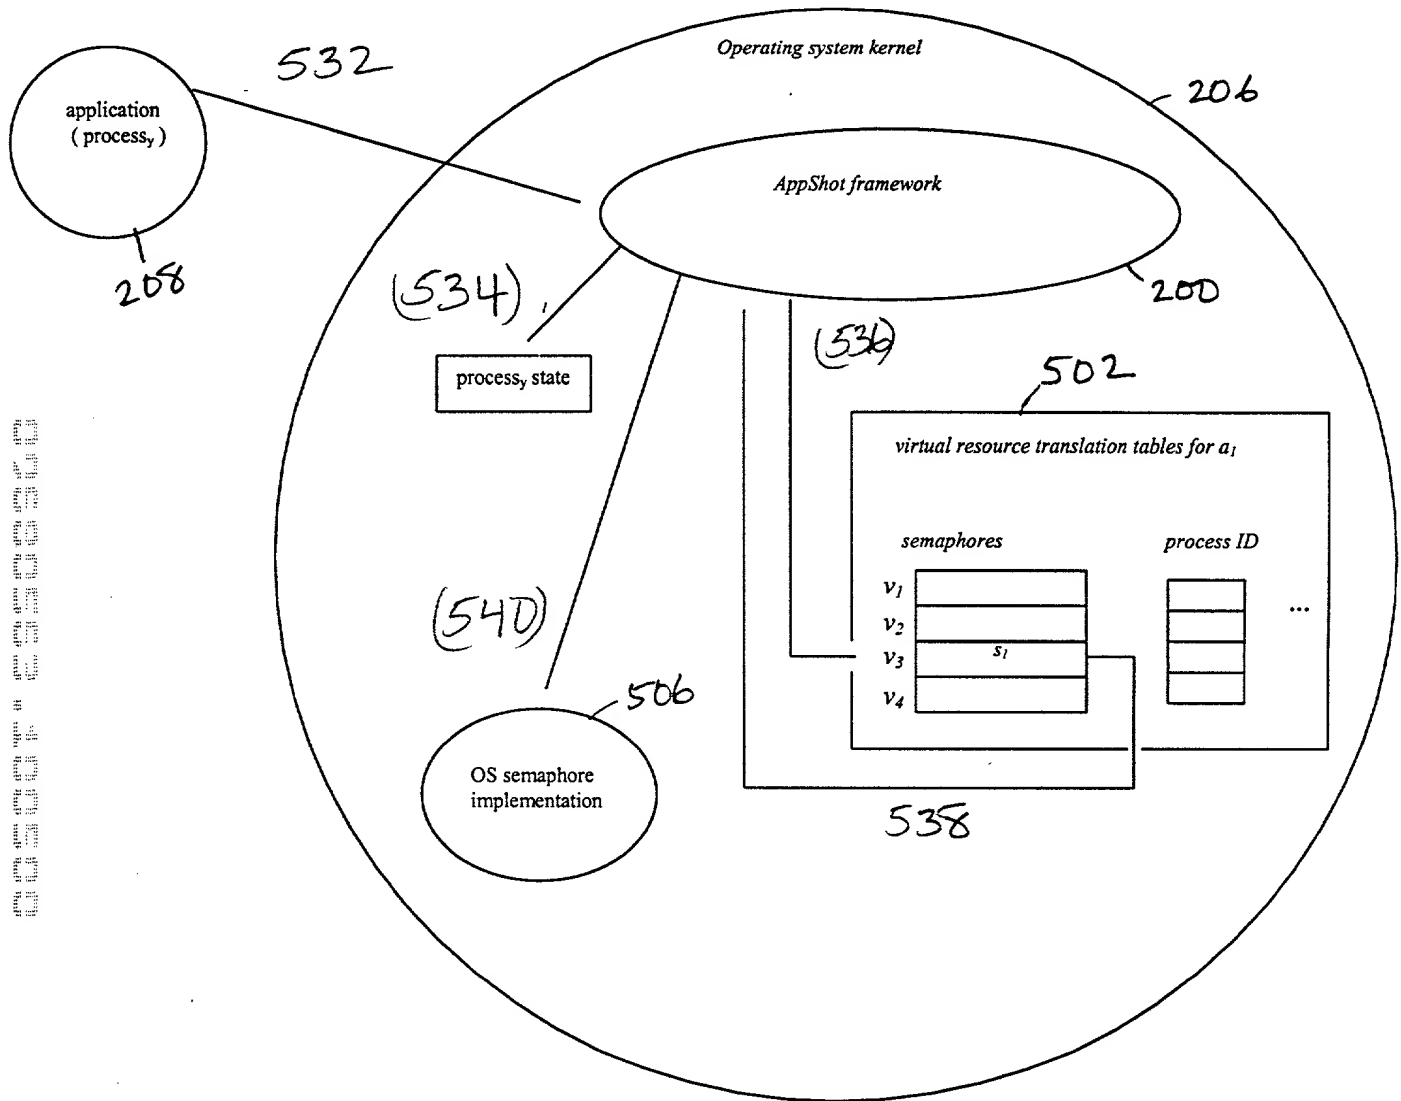 Operating system kernel
532
206
application
( processy )
AppShot framework
208
(534)
200
(536)
502
processy state
virtual resource translation tables for a1
semaphores
process ID
v1
v2
...
(540)
v3
s1
v4
506
OS semaphore
implementation
538